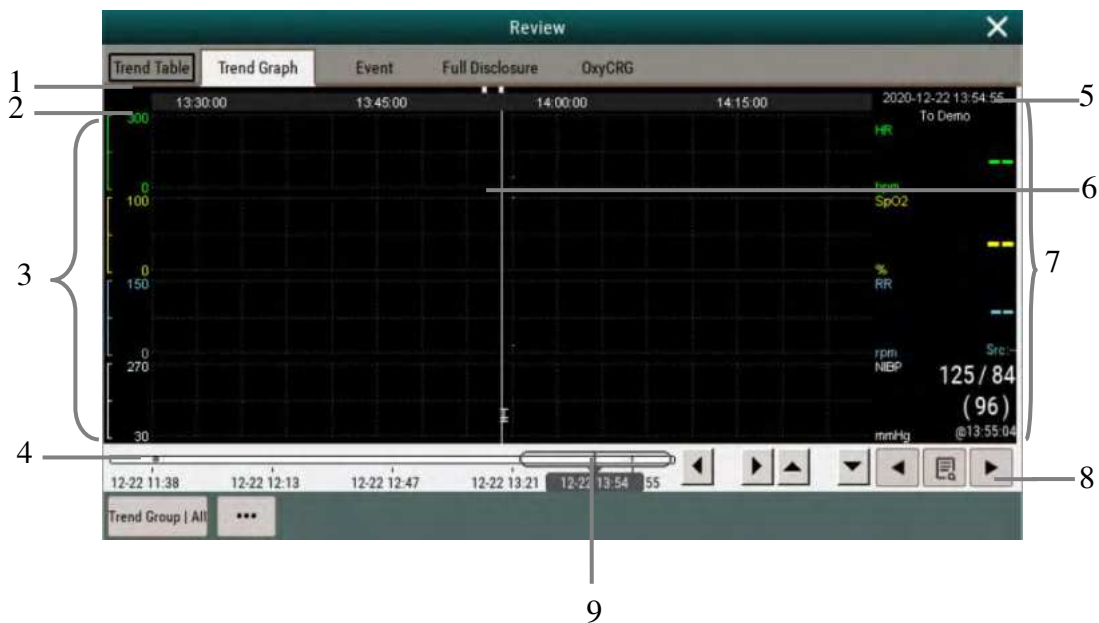 Review
Trend Table Trend Graph Event Full Disclosure OxyCRG
1
13:30:00 13:45:00 14:00:00 14:15:00 2020-12-22 13:54:55 5
2
300 To Demo
HR
--
0 bpm 6
100 SpO2
--
3 7
0 %
150 RR
--
0 rpm Src:--
270 NIBP 125/84
(96)
30 mmHg @13:55:04
4
12-22 11:38 12-22 12:13 12-22 12:47 12-22 13:21 12-22 13:54 55 8
Trend Group | All •••
9